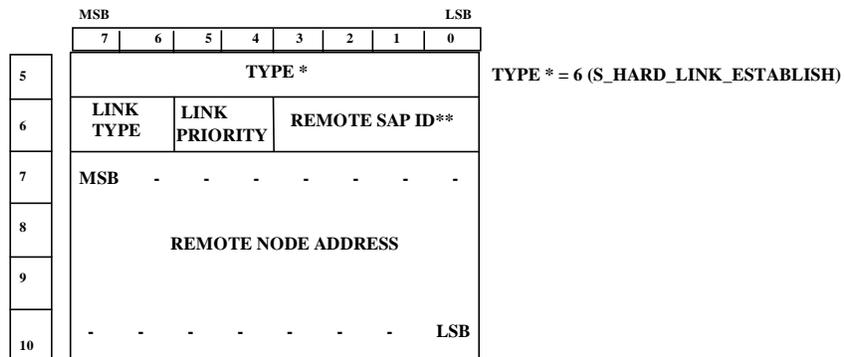 MSB LSB
7 6 5 4 3 2 1 0
5 TYPE * TYPE * = 6 (S_HARD_LINK_ESTABLISH)
6 LINK TYPE LINK PRIORITY REMOTE SAP ID**
7 MSB - - - - - - -
8
REMOTE NODE ADDRESS
9
10 - - - - - - - LSB